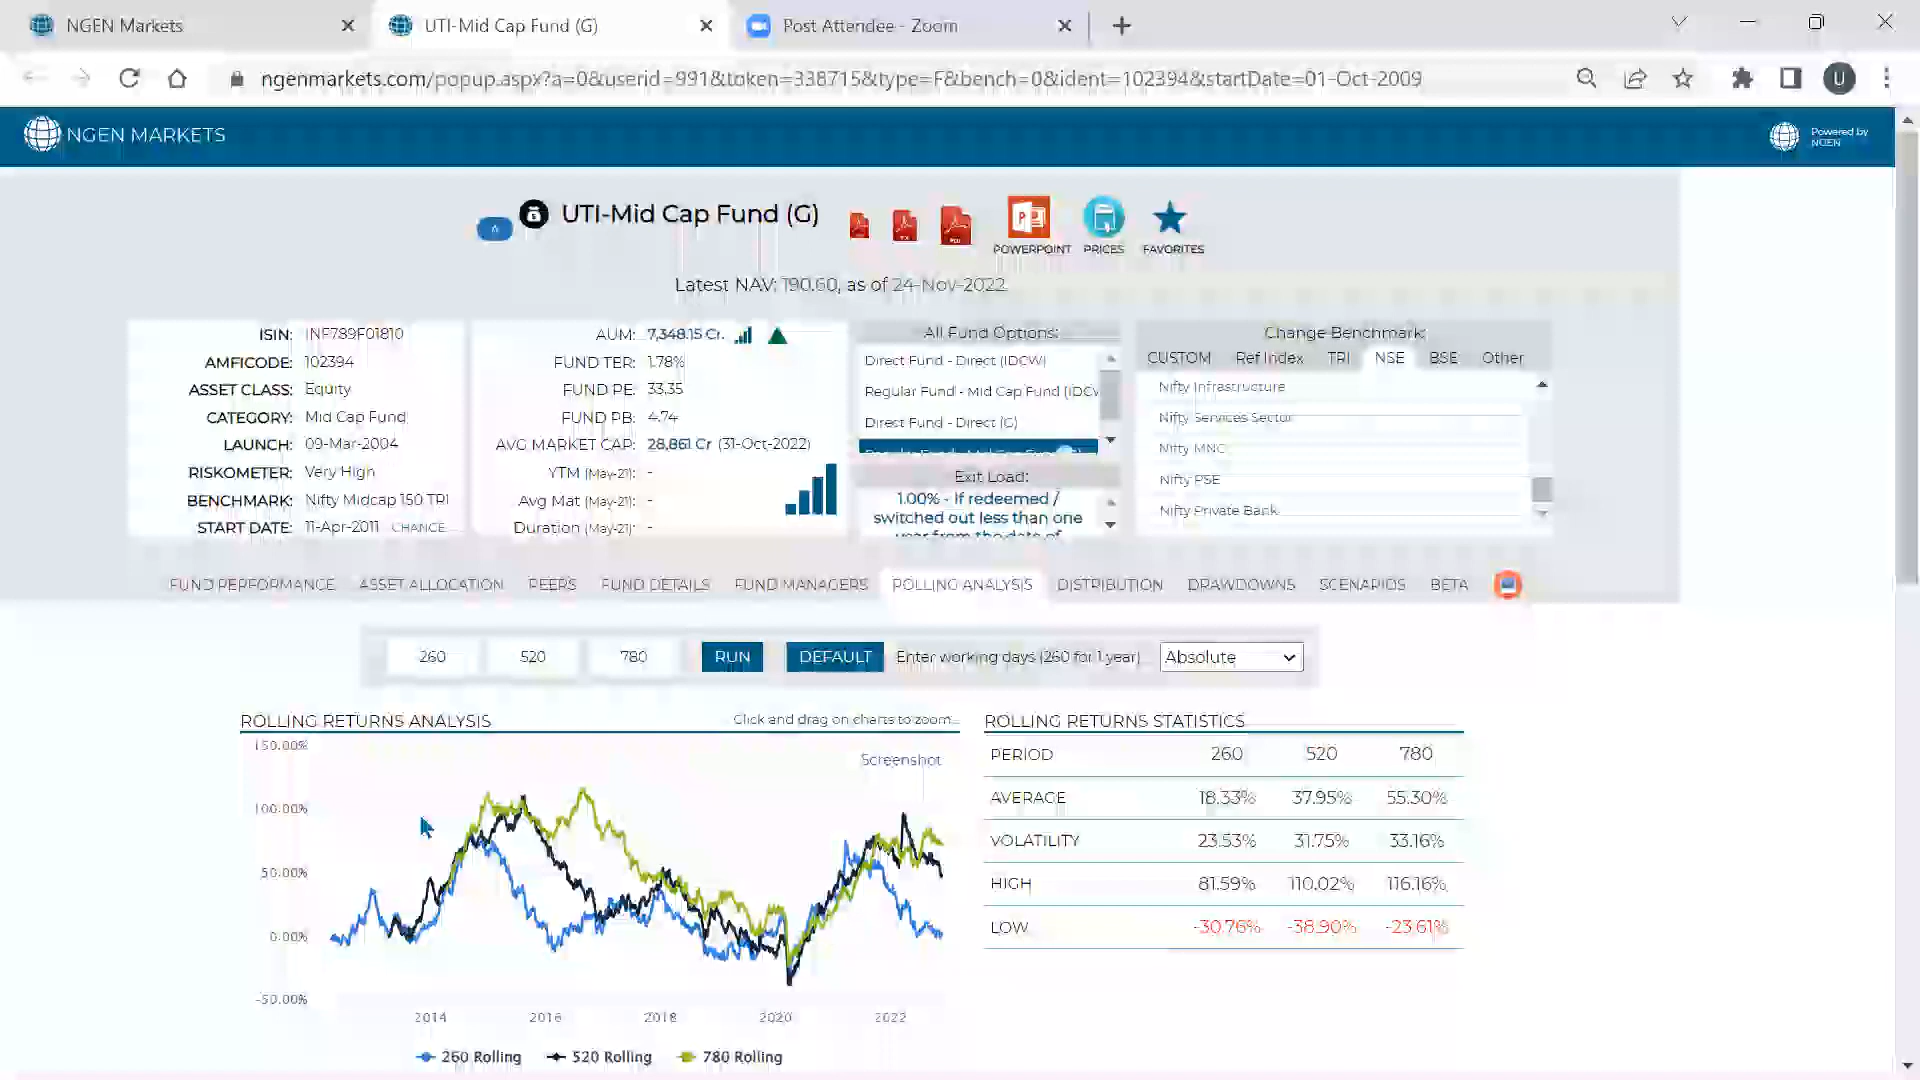 NGEN Markets
UTI-Mid Cap Fund (G)
Post Attendee - Zoom
ngenmarkets.com/popup.aspx?a=0&userid=991&token=338715&type=F&bench=0&ident=102394&startDate=01-Oct-2009
U
NGEN MARKETS
Powered by
NGEN
UTI-Mid Cap Fund (G)
POWERPOINT
PRICES
FAVORITES
Latest NAV: 190.60, as of 24-Nov-2022
ISIN: INF789F01810
AMFICODE: 102394
ASSET CLASS: Equity
CATEGORY: Mid Cap Fund
LAUNCH: 09-Mar-2004
RISKOMETER: Very High
BENCHMARK: Nifty Midcap 150 TRI
START DATE: 11-Apr-2011 CHANGE
AUM: 7,348.15 Cr.
FUND TER: 1.78%
FUND PE: 33.35
FUND PB: 4.74
AVG MARKET CAP: 28,861 Cr (31-Oct-2022)
YTM (May-21): -
Avg Mat (May-21): -
Duration (May-21): -
All Fund Options:
Direct Fund - Direct (IDCW)
Regular Fund - Mid Cap Fund (IDCW
Direct Fund - Direct (G)
Exit Load:
1.00% - If redeemed /
switched out less than one
year from the date of
Change Benchmark:
CUSTOM Ref Index TRI NSE BSE Other
Nifty Infrastructure
Nifty Services Sector
Nifty MNC
Nifty PSE
Nifty Private Bank
FUND PERFORMANCE ASSET ALLOCATION PEERS FUND DETAILS FUND MANAGERS ROLLING ANALYSIS DISTRIBUTION DRAWDOWNS SCENARIOS BETA
260 520 780 RUN DEFAULT Enter working days (260 for 1 year) Absolute
ROLLING RETURNS ANALYSIS
Click and drag on charts to zoom...
Screenshot
150.00%
100.00%
50.00%
0.00%
-50.00%
2014 2016 2018 2020 2022
260 Rolling 520 Rolling 780 Rolling
ROLLING RETURNS STATISTICS
PERIOD 260 520 780
AVERAGE 18.33% 37.95% 55.30%
VOLATILITY 23.53% 31.75% 33.16%
HIGH 81.59% 110.02% 116.16%
LOW -30.76% -38.90% -23.61%